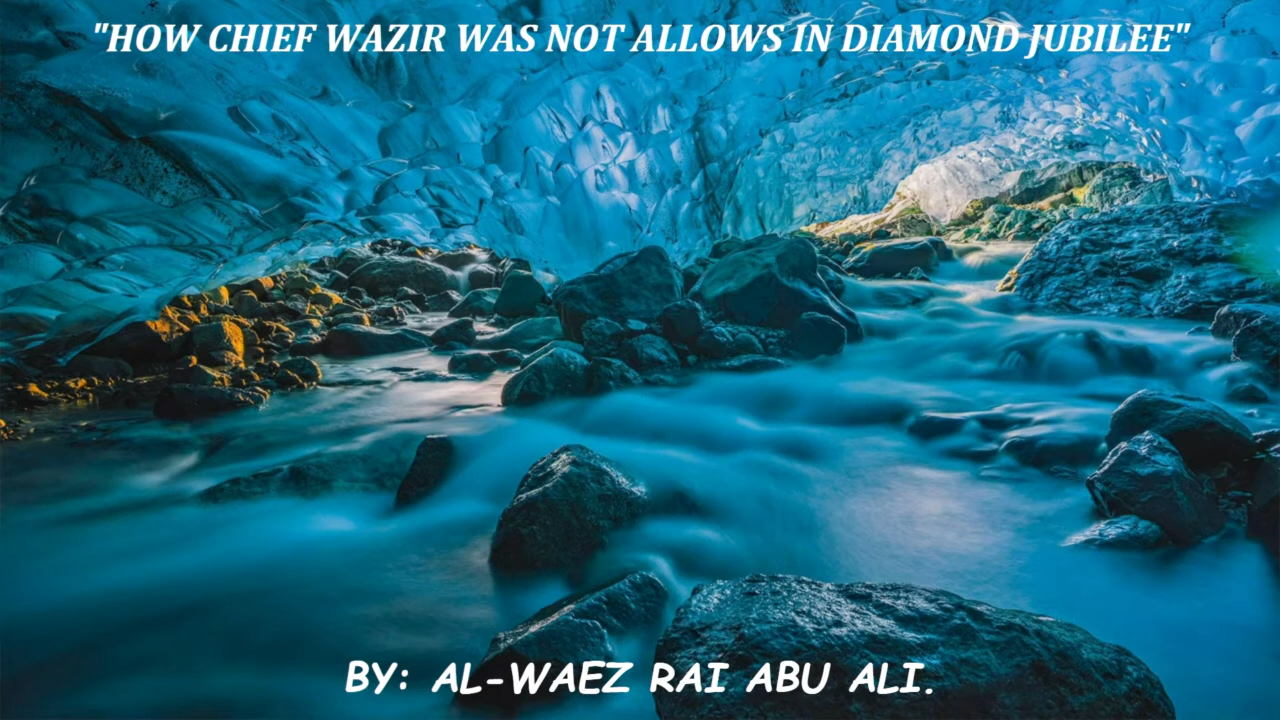 "HOW CHIEF WAZIR WAS NOT ALLOWS IN DIAMOND JUBILEE"
BY: AL-WAEZ RAI ABU ALI.